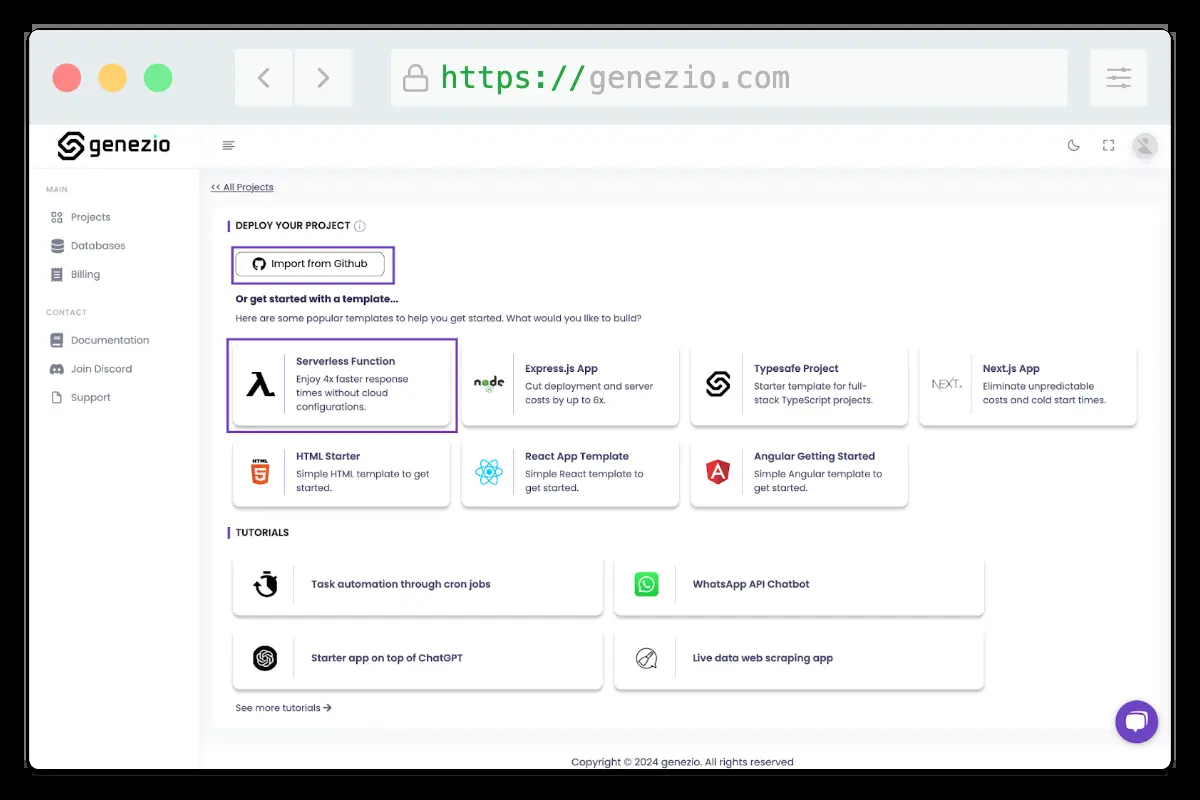 https://genezio.com
genezio
<< All Projects
MAIN
Projects
Databases
Billing
CONTACT
Documentation
Join Discord
Support
DEPLOY YOUR PROJECT
Import from Github
Or get started with a template...
Here are some popular templates to help you get started. What would you like to build?
Serverless Function
Enjoy 4x faster response
times without cloud
configurations.
node
Express.js App
Cut deployment and server
costs by up to 6x.
Typesafe Project
Starter template for full-
stack TypeScript projects.
NEXT.
Next.js App
Eliminate unpredictable
costs and cold start times.
HTML
5
HTML Starter
Simple HTML template to get
started.
React App Template
Simple React template to
get started.
A
Angular Getting Started
Simple Angular template to
get started.
TUTORIALS
Task automation through cron jobs
WhatsApp API Chatbot
Starter app on top of ChatGPT
Live data web scraping app
See more tutorials →
Copyright © 2024 genezio. All rights reserved